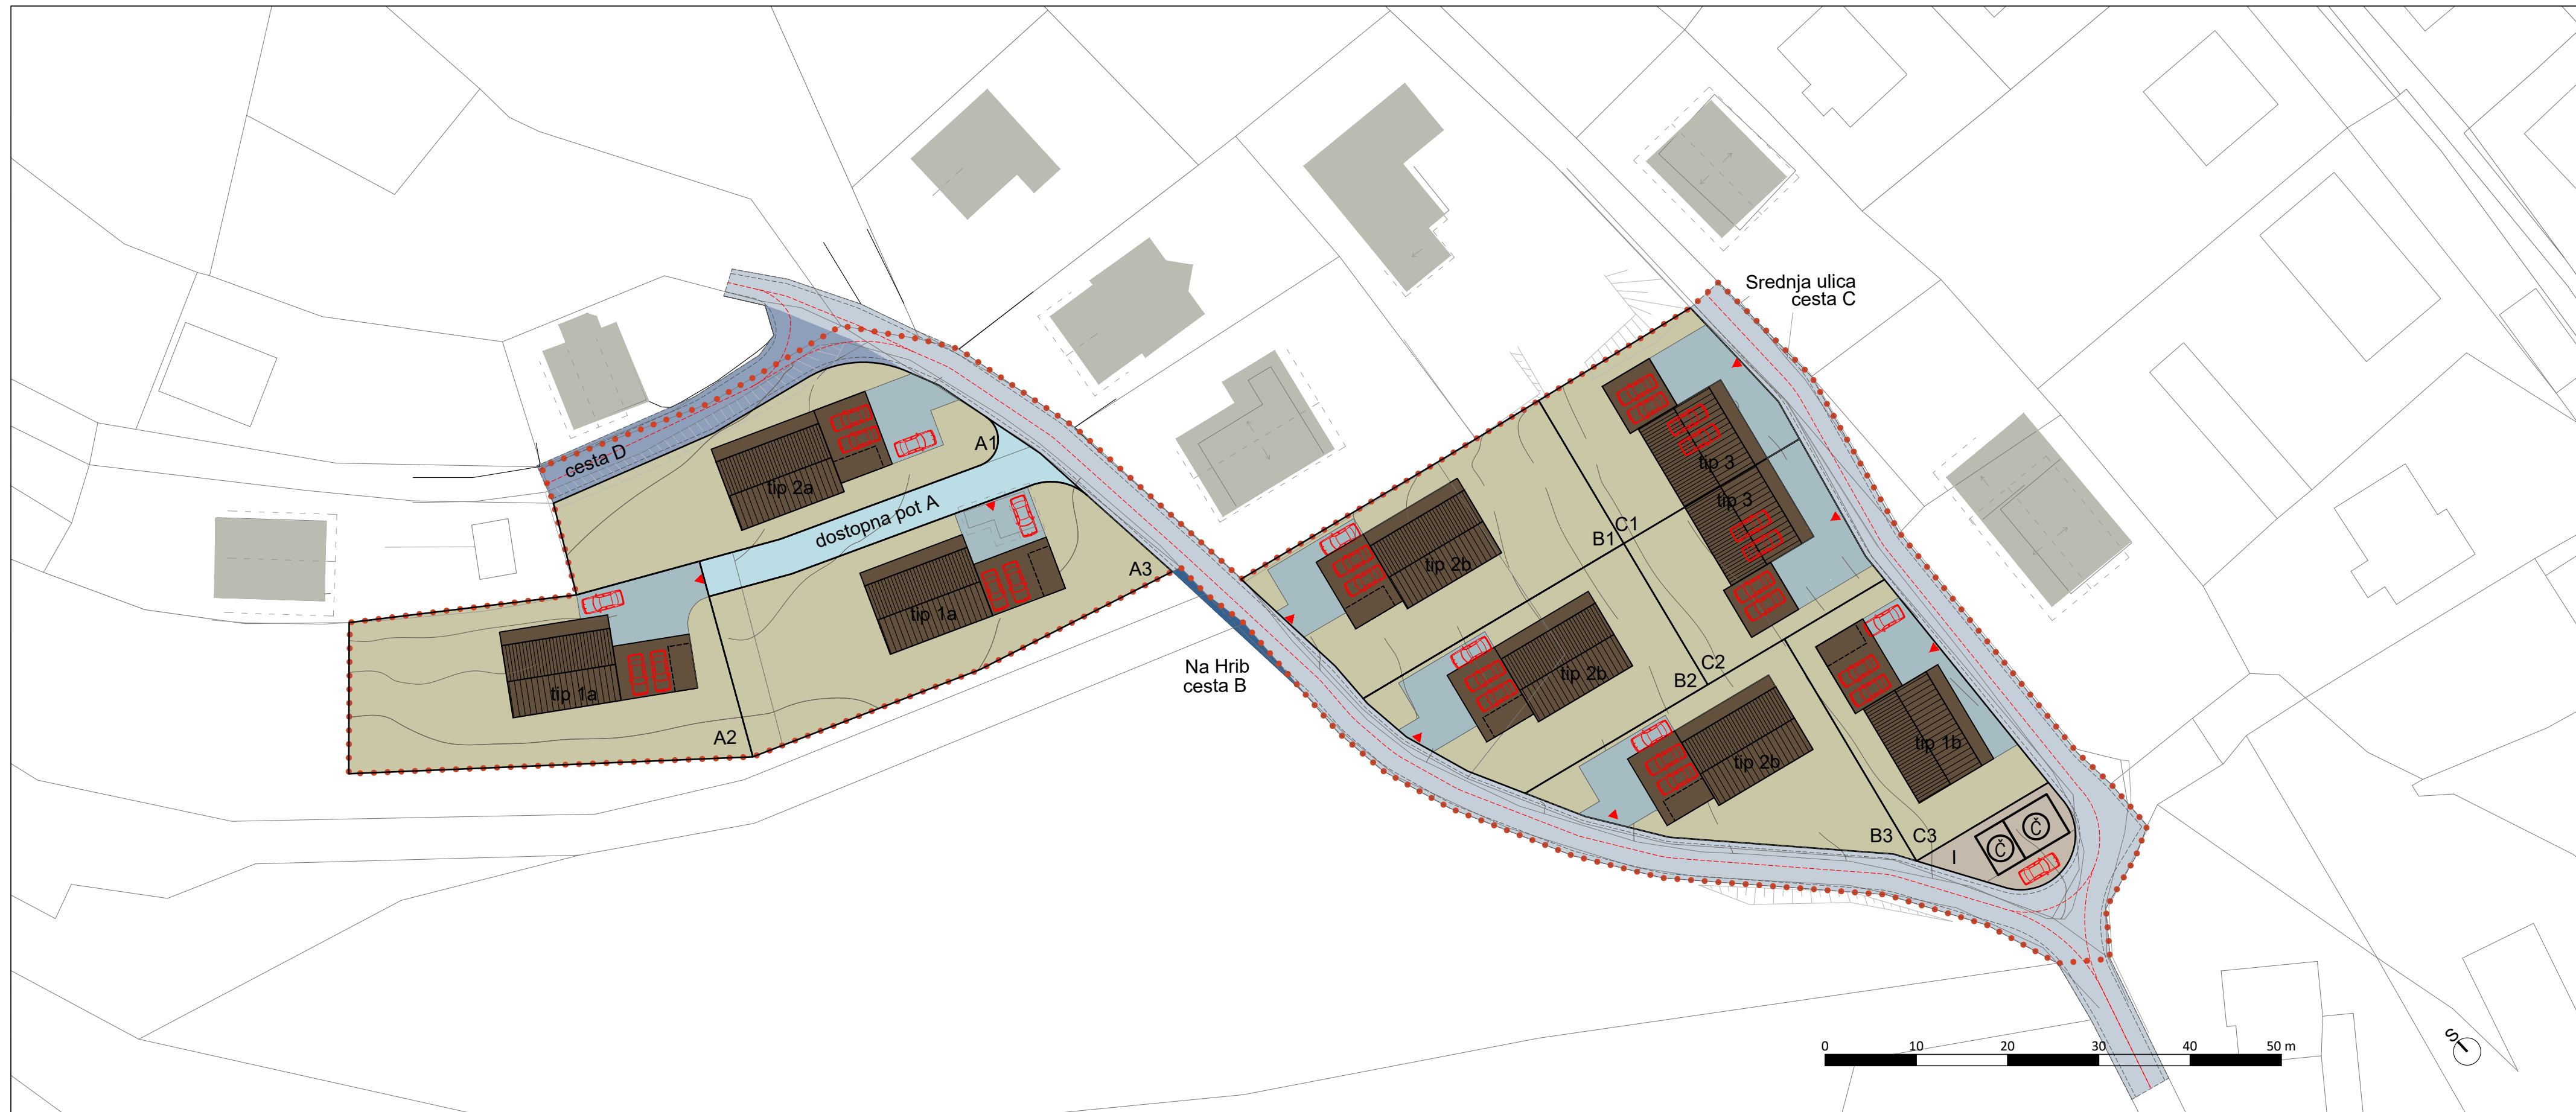 Srednja ulica
cesta C
cesta D
A1
tip 2a
dostopna pot A
tip 3
tip 3
C1
B1
tip 2b
A3
tip 1a
Na Hrib
cesta B
C2
B2
tip 2b
tip 1a
A2
tip 1b
tip 2b
B3
C3
I
Č
Č
0 10 20 30 40 50 m
S